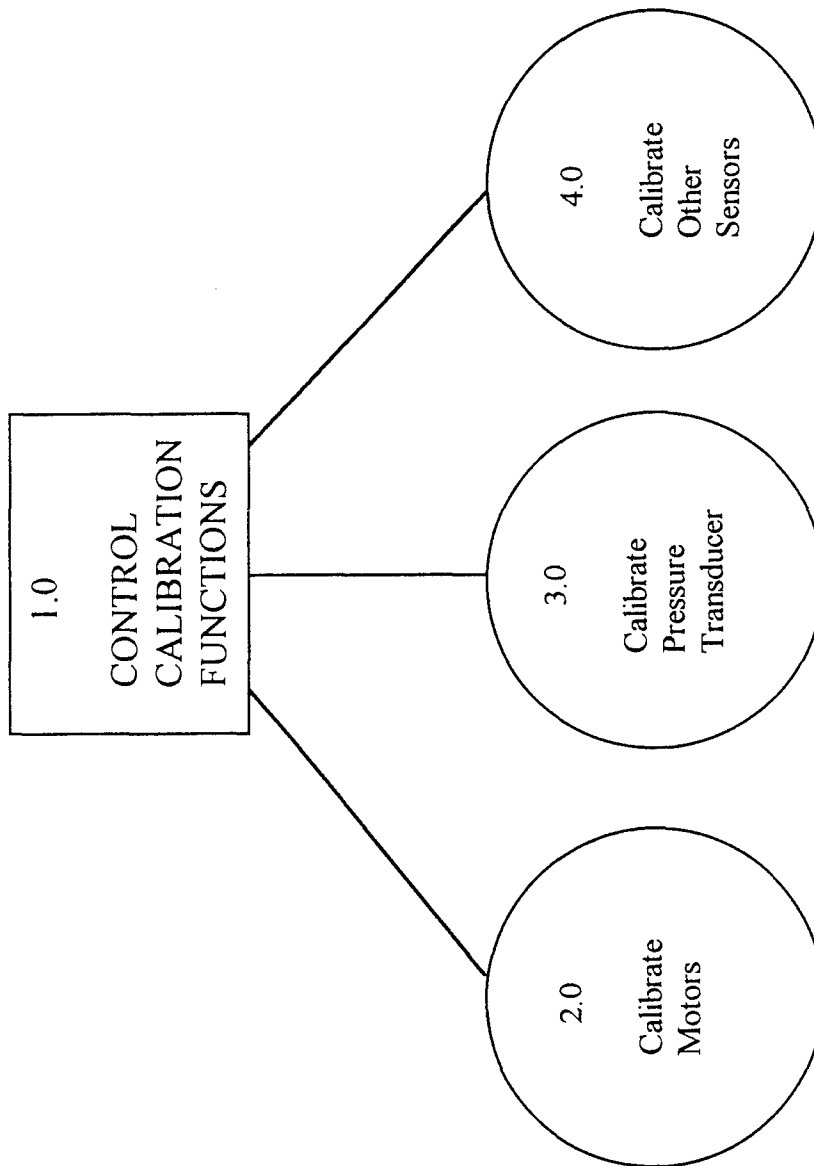 1.0
CONTROL
CALIBRATION
FUNCTIONS
2.0
Calibrate
Motors
3.0
Calibrate
Pressure
Transducer
4.0
Calibrate
Other
Sensors